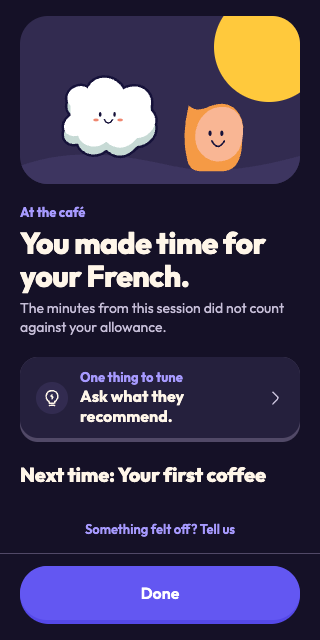 At the café
You made time for
your French.
The minutes from this session did not count
against your allowance.
One thing to tune
Ask what they
recommend.
Next time: Your first coffee
Something felt off? Tell us
Done